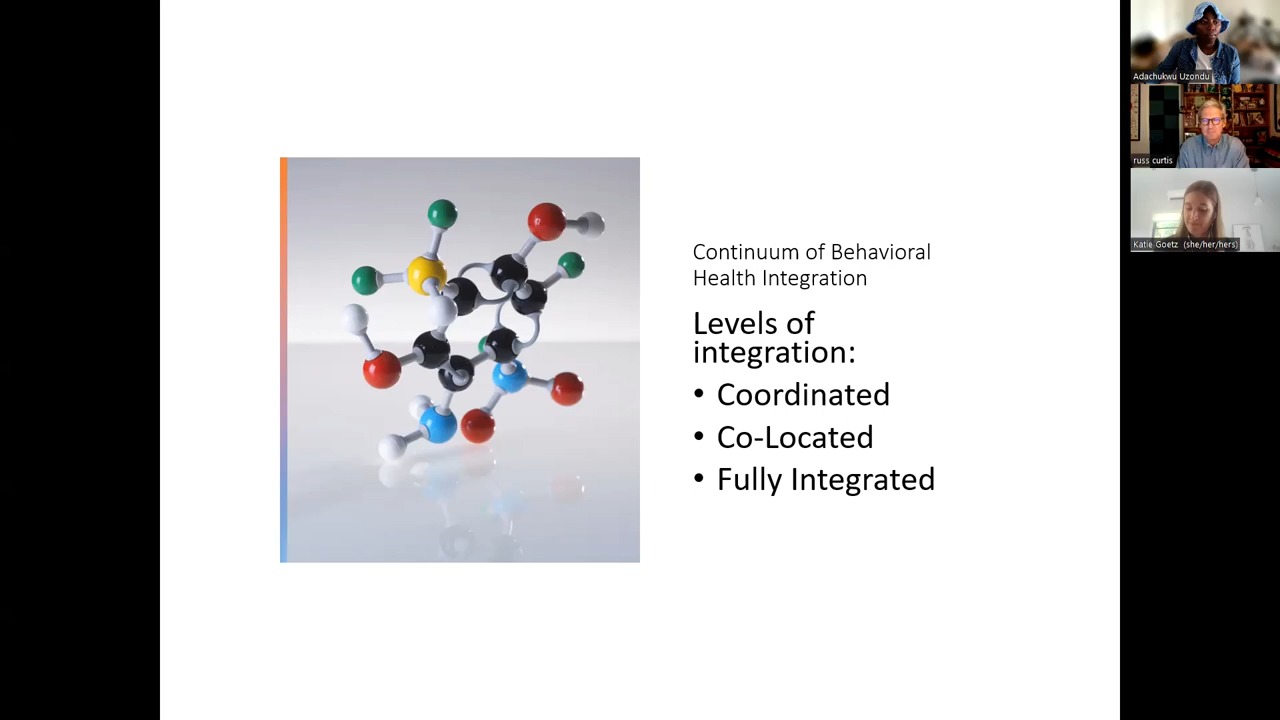 Continuum of Behavioral
Health Integration
Levels of
integration:
• Coordinated
• Co-Located
• Fully Integrated
Adachukwu Uzondu
russ curtis
Katie Goetz (she/her/hers)